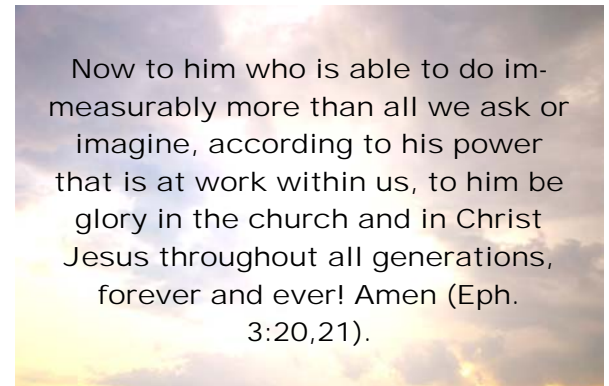 Now to him who is able to do im-
measurably more than all we ask or
imagine, according to his power
that is at work within us, to him be
glory in the church and in Christ
Jesus throughout all generations,
forever and ever! Amen (Eph.
3:20,21).